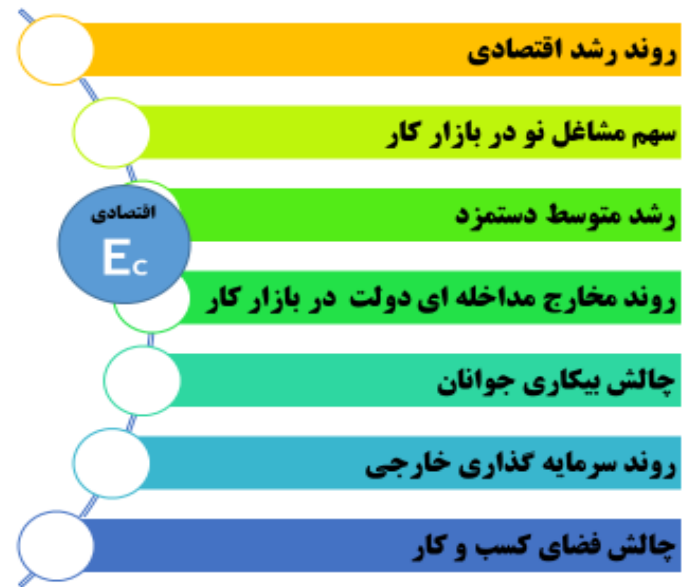 روند رشد اقتصادی
سهم مشاغل نو در بازار کار
رشد متوسط دستمزد
اقتصادی
Ec
روند مخارج مداخله ای دولت در بازار کار
چالش بیکاری جوانان
روند سرمایه گذاری خارجی
چالش فضای کسب و کار